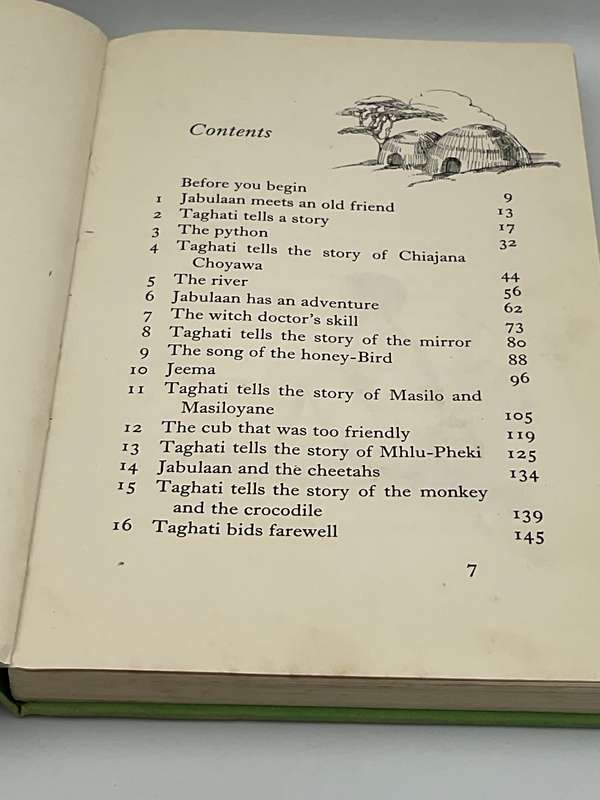 Contents
Before you begin 9
1 Jabulaan meets an old friend 13
2 Taghati tells a story 17
3 The python 32
4 Taghati tells the story of Chiajana
Choyawa 44
5 The river 56
6 Jabulaan has an adventure 62
7 The witch doctor's skill 73
8 Taghati tells the story of the mirror 80
9 The song of the honey-Bird 88
10 Jeema 96
11 Taghati tells the story of Masilo and
Masiloyane 105
12 The cub that was too friendly 119
13 Taghati tells the story of Mhlu-Pheki 125
14 Jabulaan and the cheetahs 134
15 Taghati tells the story of the monkey
and the crocodile 139
16 Taghati bids farewell 145
7